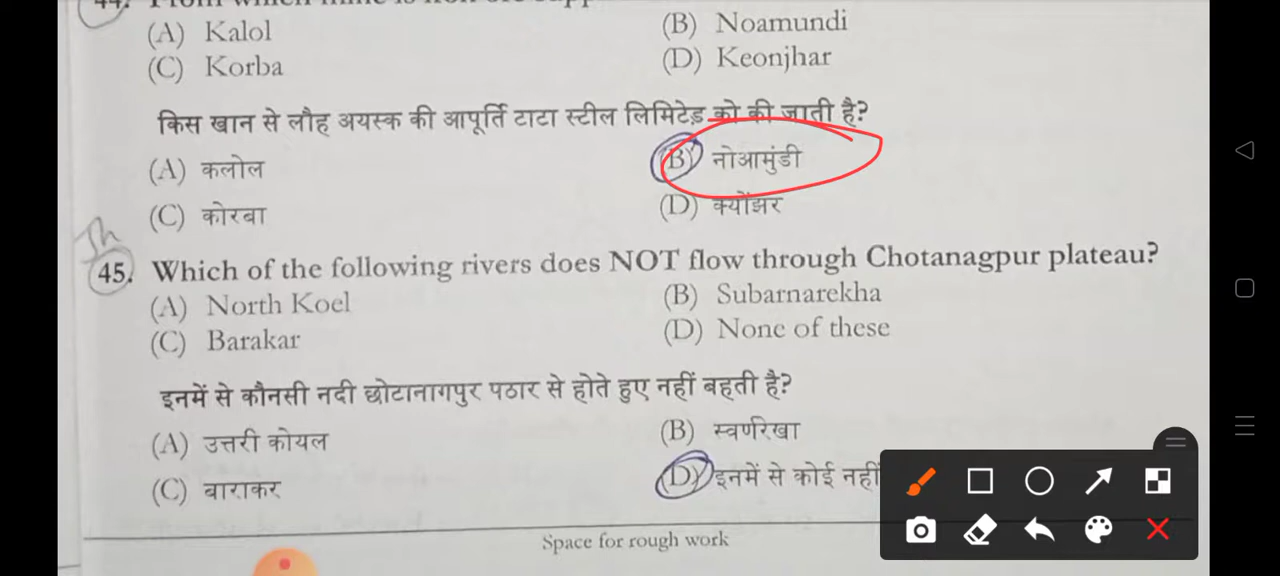 (A) Kalol
(B) Noamundi
(C) Korba
(D) Keonjhar
किस खान से लौह अयस्क की आपूर्ति टाटा स्टील लिमिटेड़ को की जाती है?
(A) कलोल
(B) नोआमुंडी
(C) कोरबा
(D) क्योंझर
45. Which of the following rivers does NOT flow through Chotanagpur plateau?
(A) North Koel
(B) Subarnarekha
(C) Barakar
(D) None of these
इनमें से कौनसी नदी छोटानागपुर पठार से होते हुए नहीं बहती है?
(A) उत्तरी कोयल
(B) स्वर्णरेखा
(C) बाराकर
(D) इनमें से कोई नहीं
Space for rough work